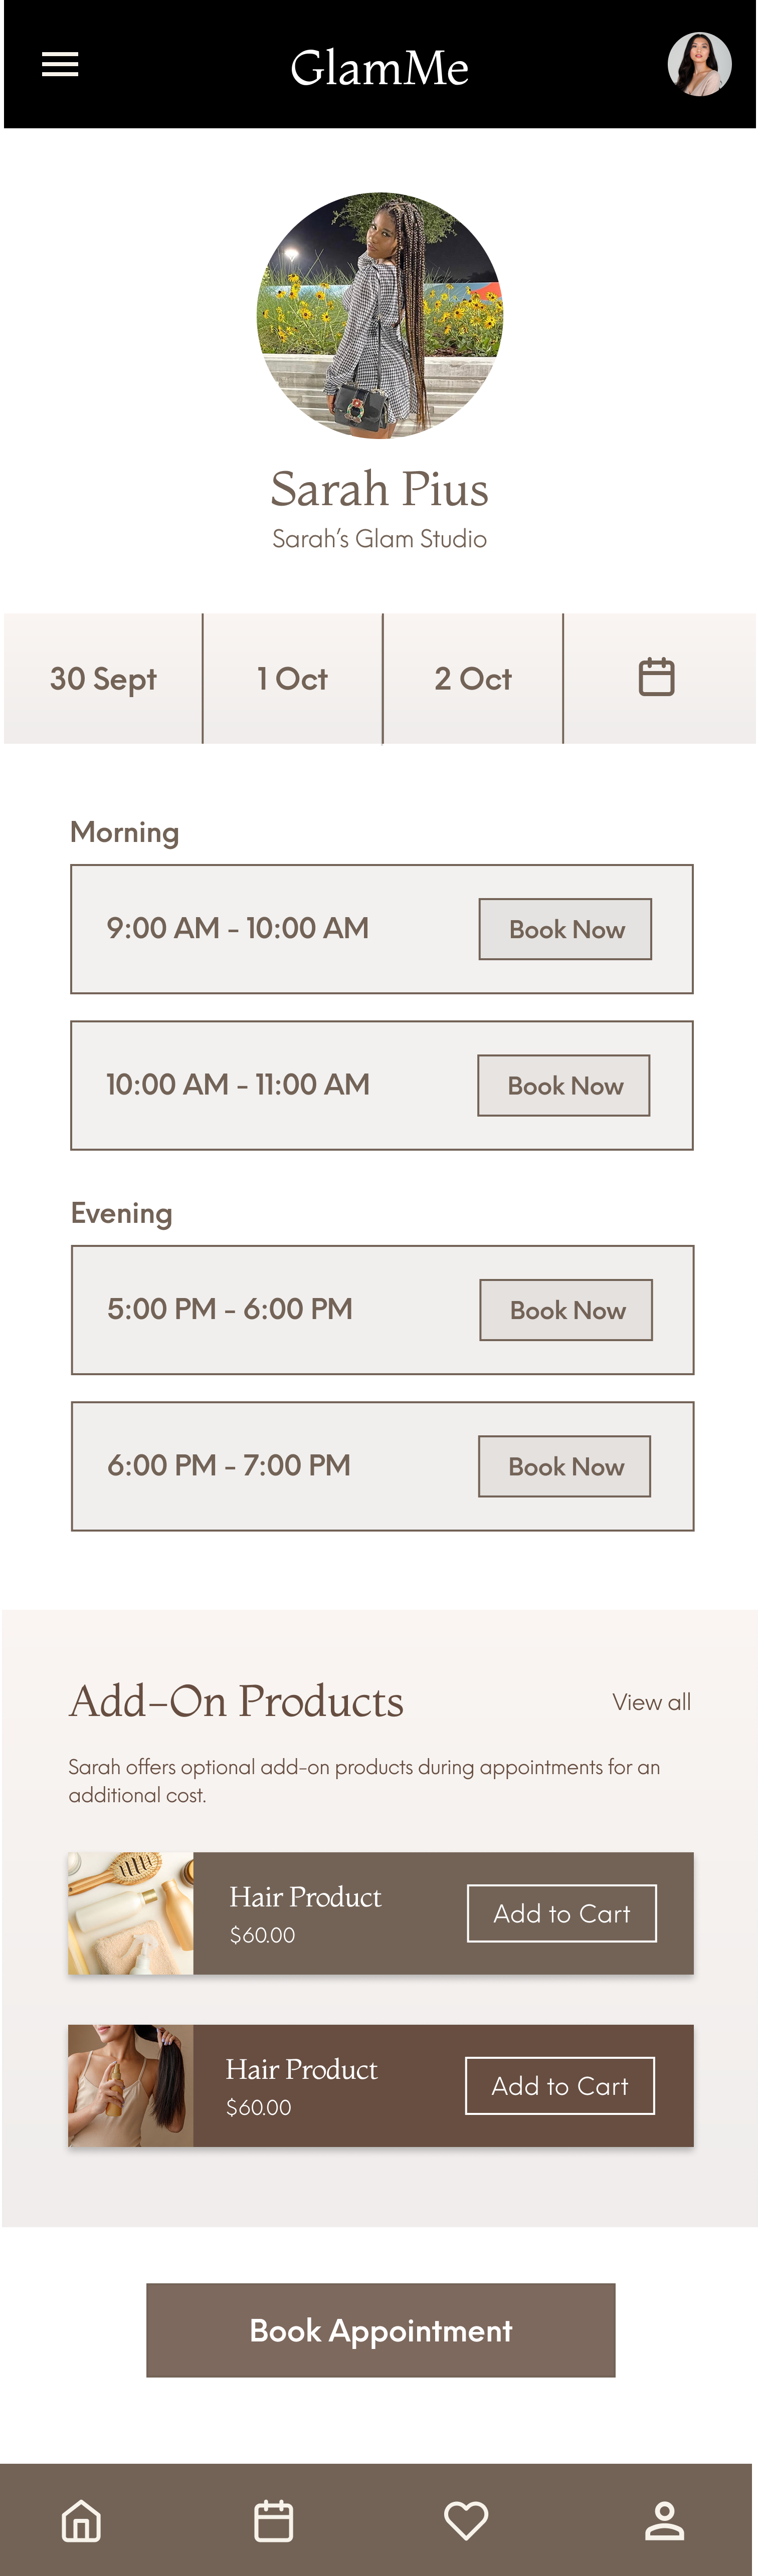 GlamMe
Sarah Pius
Sarah's Glam Studio
30 Sept
1 Oct
2 Oct
Morning
9:00 AM - 10:00 AM
Book Now
10:00 AM - 11:00 AM
Book Now
Evening
5:00 PM - 6:00 PM
Book Now
6:00 PM - 7:00 PM
Book Now
Add-On Products
View all
Sarah offers optional add-on products during appointments for an
additional cost.
Hair Product
$60.00
Add to Cart
Hair Product
$60.00
Add to Cart
Book Appointment